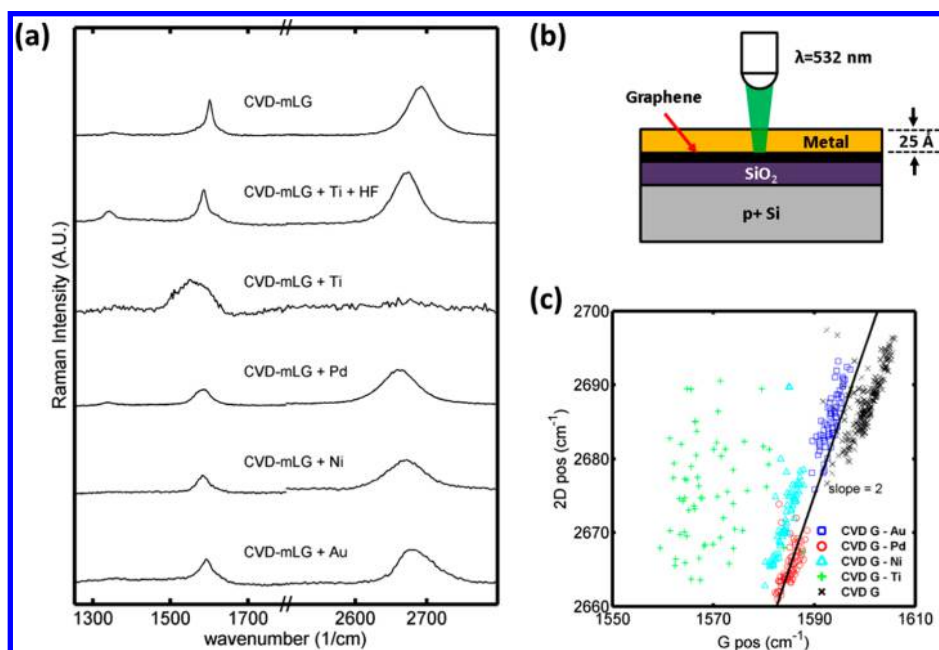 (a)
Raman Intensity (A.U.)
CVD-mLG
CVD-mLG + Ti + HF
CVD-mLG + Ti
CVD-mLG + Pd
CVD-mLG + Ni
CVD-mLG + Au
1300 1500 1700 2600 2700
wavenumber (1/cm)
(b)
λ=532 nm
Graphene
Metal
25 Å
SiO2
p+ Si
(c)
2D pos (cm-1)
2700
2690
2680
2670
2660
slope = 2
CVD G - Au
CVD G - Pd
CVD G - Ni
CVD G - Ti
CVD G
1550 1570 1590 1610
G pos (cm-1)